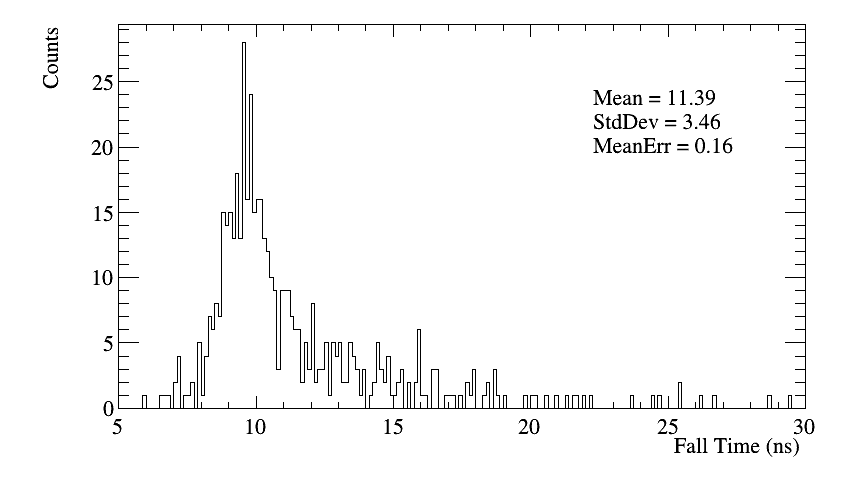 Counts
25
20
15
10
5
0
Mean = 11.39
StdDev = 3.46
MeanErr = 0.16
5 10 15 20 25 30
Fall Time (ns)